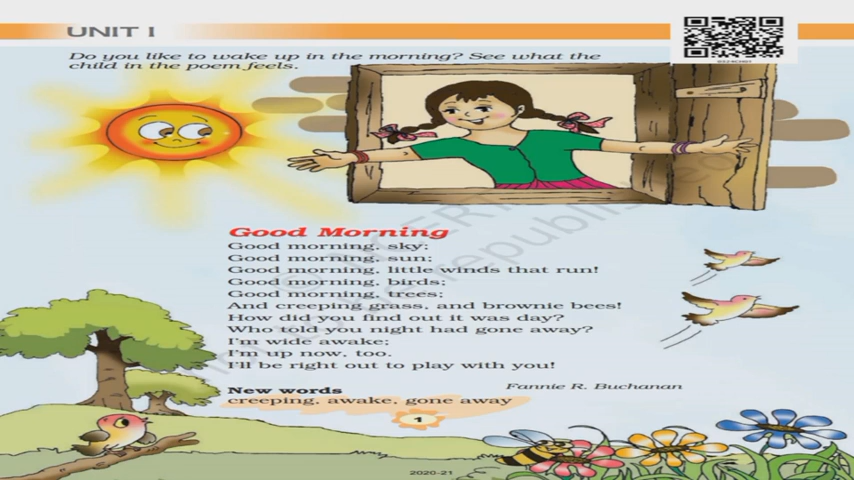 UNIT I
Do you like to wake up in the morning? See what the
child in the poem feels.
Good Morning
Good morning, sky;
Good morning, sun;
Good morning, little winds that run!
Good morning, birds;
Good morning, trees;
And creeping grass, and brownie bees!
How did you find out it was day?
Who told you night had gone away?
I'm wide awake;
I'm up now, too.
I'll be right out to play with you!
Fannie R. Buchanan
New words
creeping, awake, gone away
1
2020-21